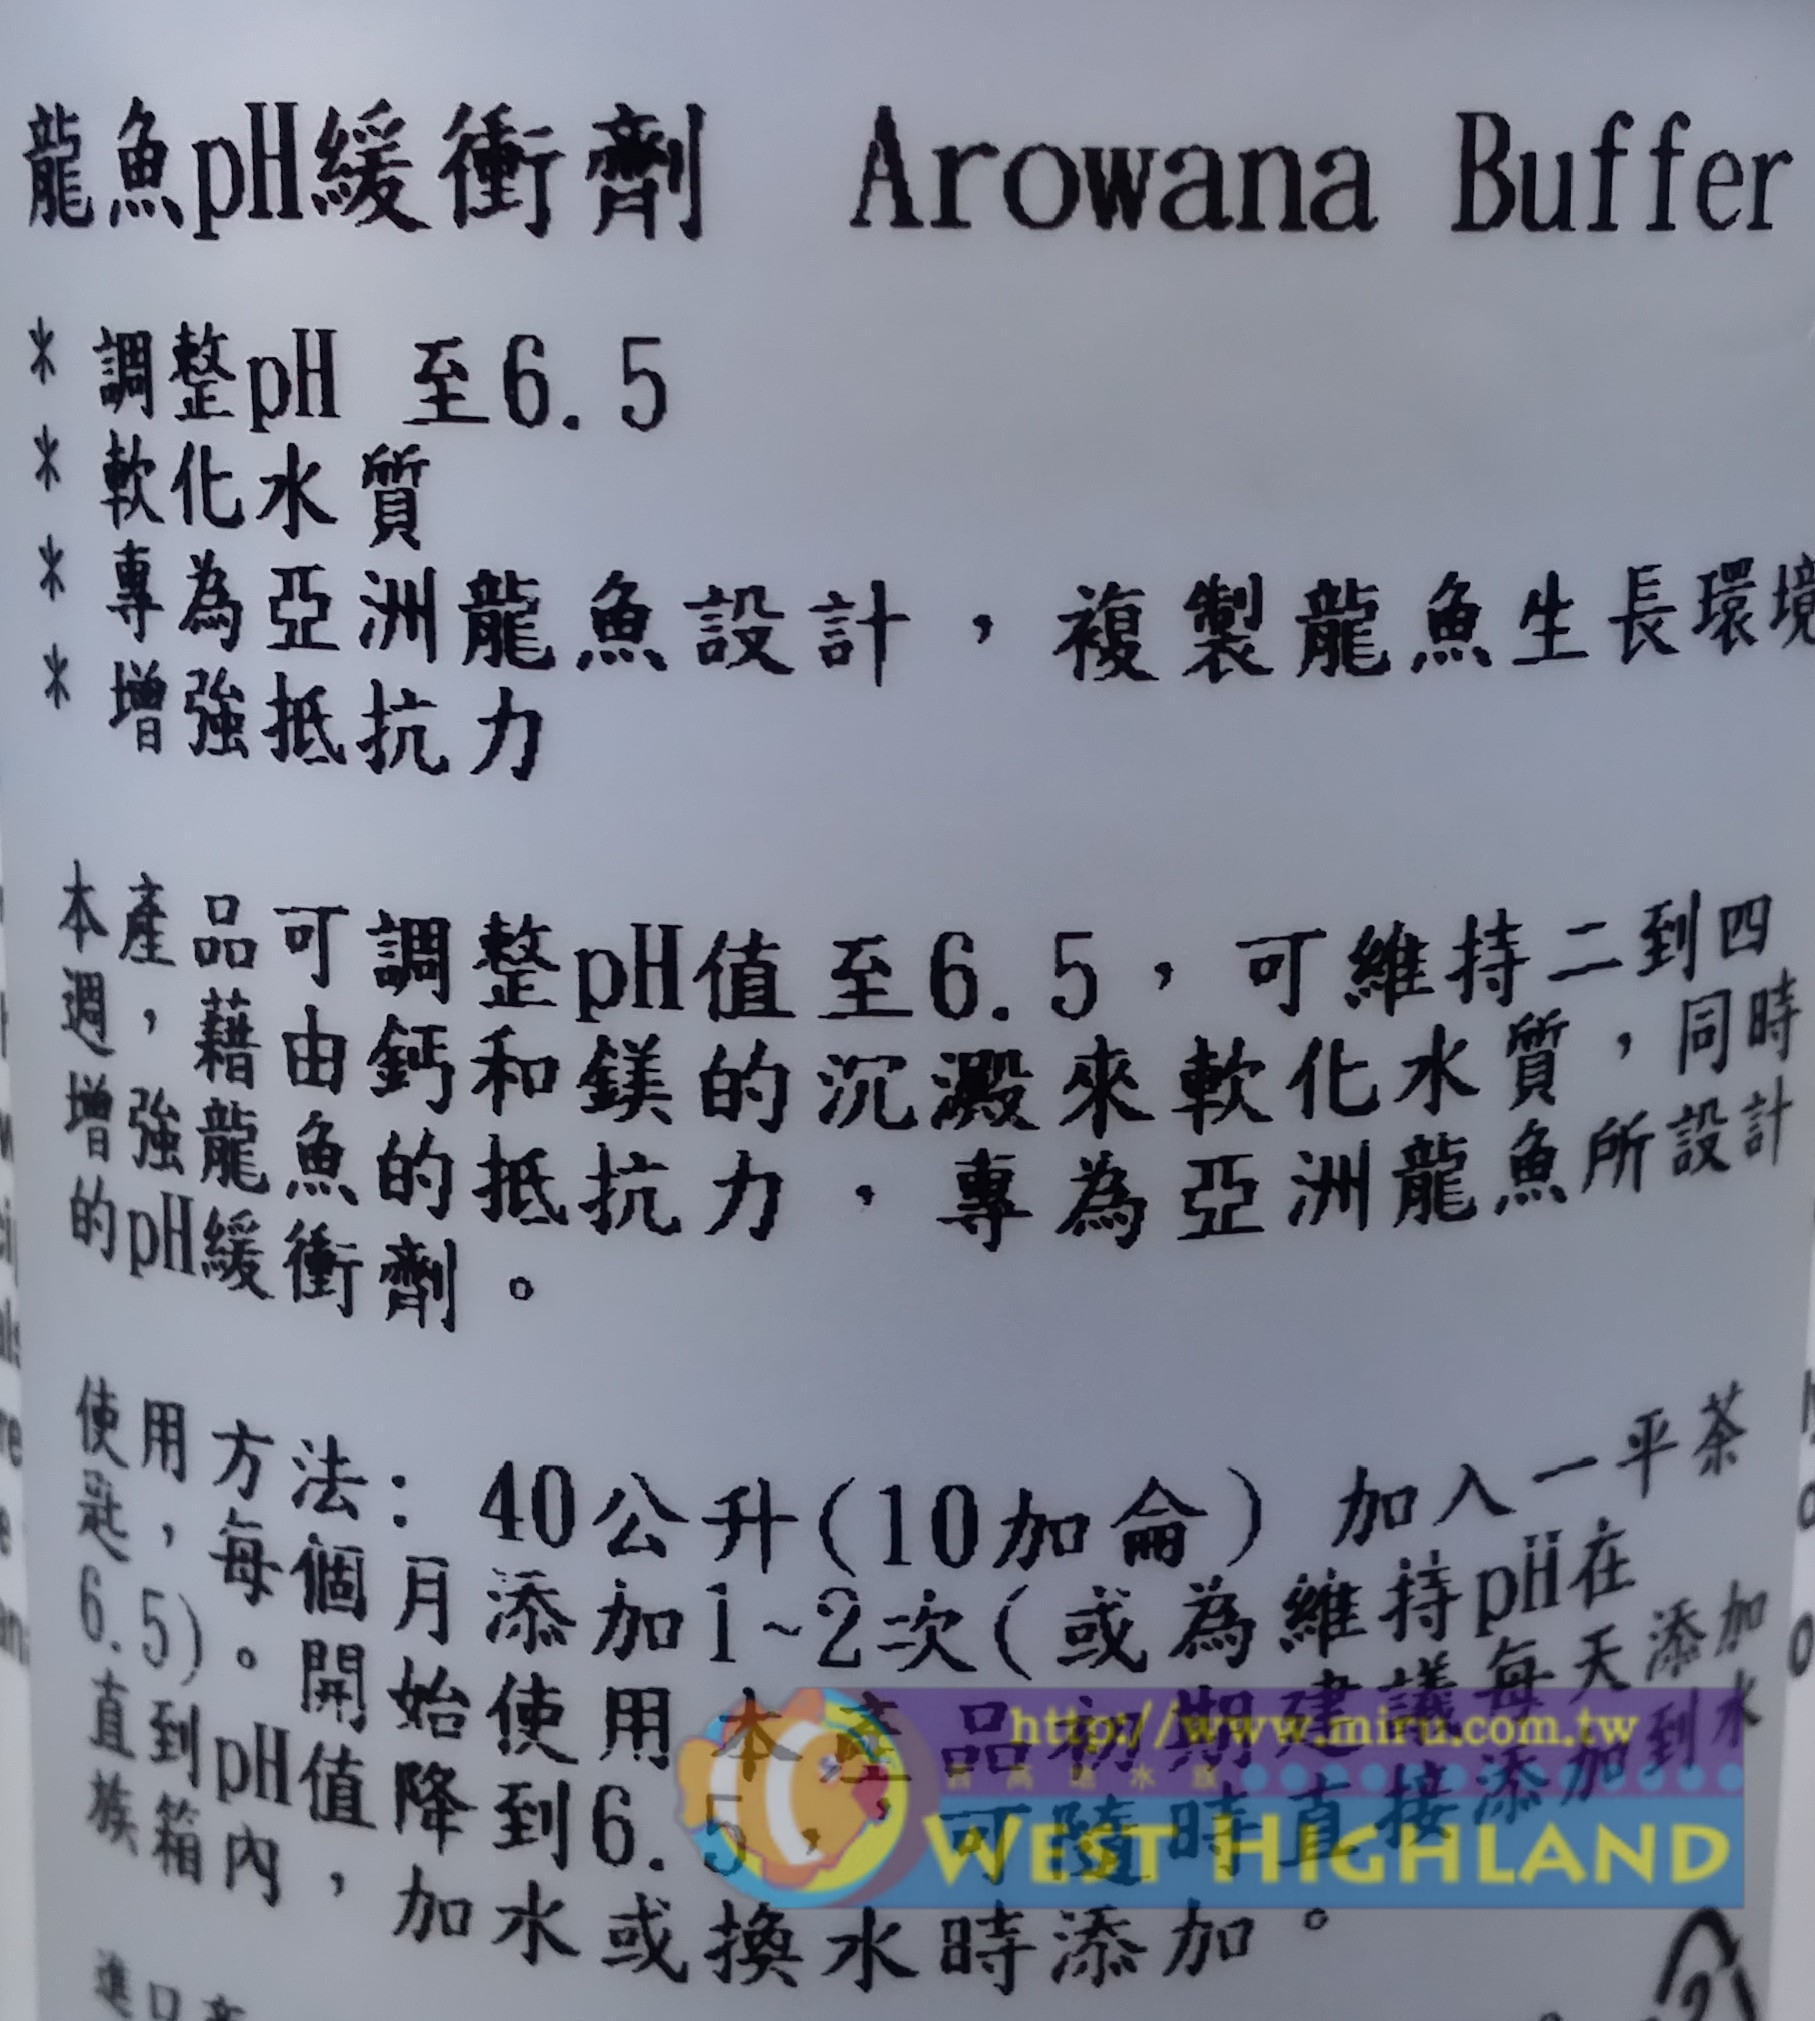 龍魚pH緩衝劑 Arowana Buffer
* 調整pH 至6.5
* 軟化水質
* 專為亞洲龍魚設計，複製龍魚生長環境
* 增強抵抗力
本產品可調整pH值至6.5，可維持二到四
週，藉由鈣和鎂的沉澱來軟化水質，同時
增強龍魚的抵抗力，專為亞洲龍魚所設計
的pH緩衝劑。
使用方法: 40公升(10加侖) 加入一平茶
匙，每個月添加1~2次(或為維持pH在
6.5)。開始使用本產品初期建議每天添加
直到pH值降到6.5，可隨時直接添加到水
族箱內，加水或換水時添加。
http://www.miru.com.tw
西高地水族
WEST HIGHLAND
進口商